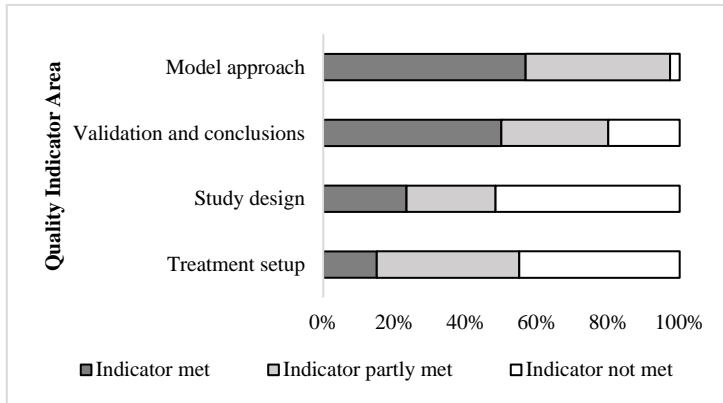 Quality Indicator Area
Model approach
Validation and conclusions
Study design
Treatment setup
0% 20% 40% 60% 80% 100%
Indicator met Indicator partly met Indicator not met